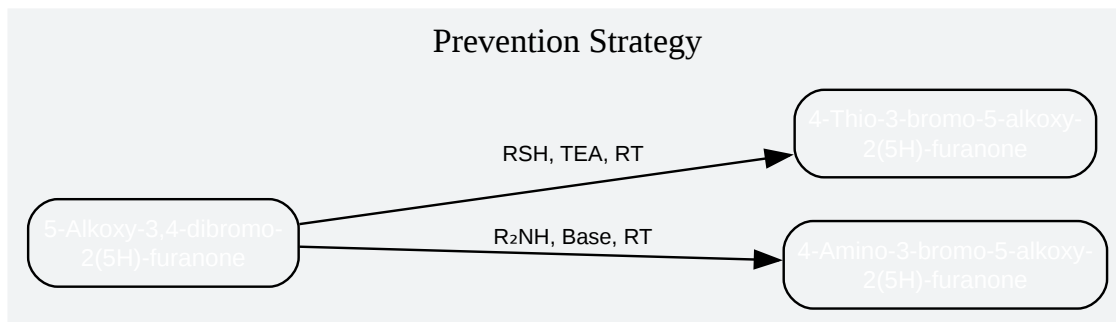 Prevention Strategy
4-Thio-3-bromo-5-alkoxy-
2(5H)-furanone
RSH, TEA, RT
5-Alkoxy-3,4-dibromo-
2(5H)-furanone
R₂NH, Base, RT
4-Amino-3-bromo-5-alkoxy-
2(5H)-furanone